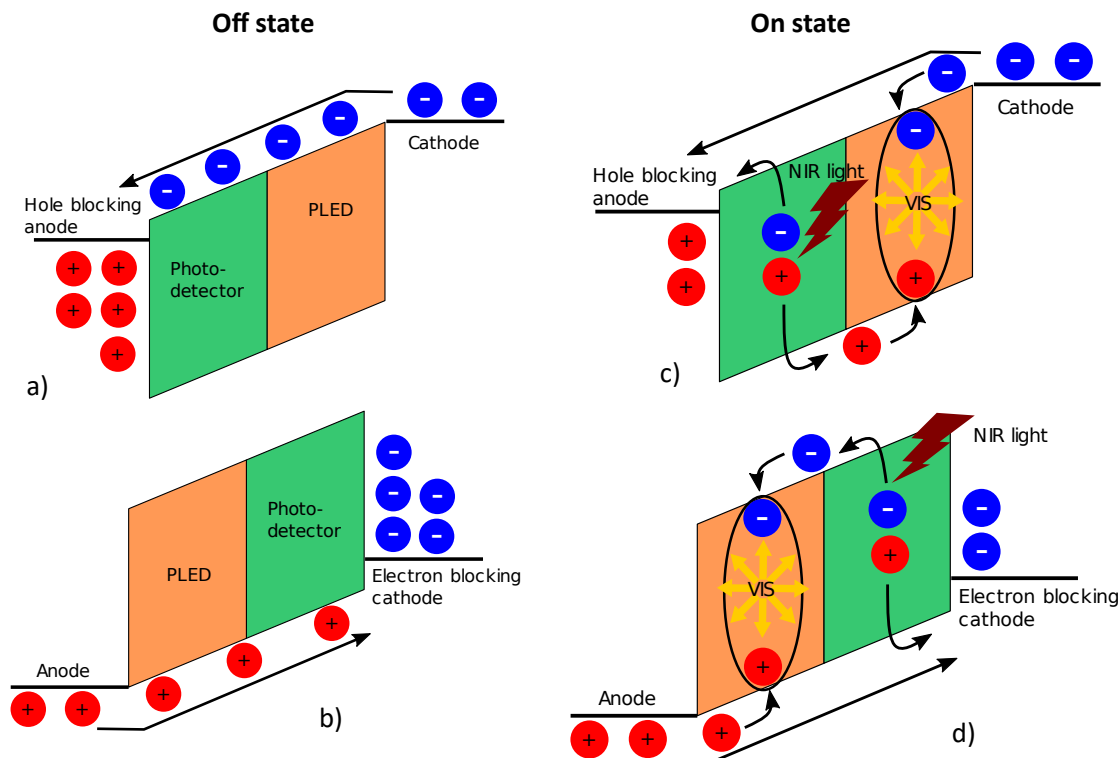 Off state
On state
Cathode
Hole blocking
anode
PLED
Photo-
detector
a)
Cathode
Hole blocking
anode
NIR light
VIS
c)
Photo-
detector
PLED
Electron blocking
cathode
Anode
b)
NIR light
VIS
Electron blocking
cathode
Anode
d)